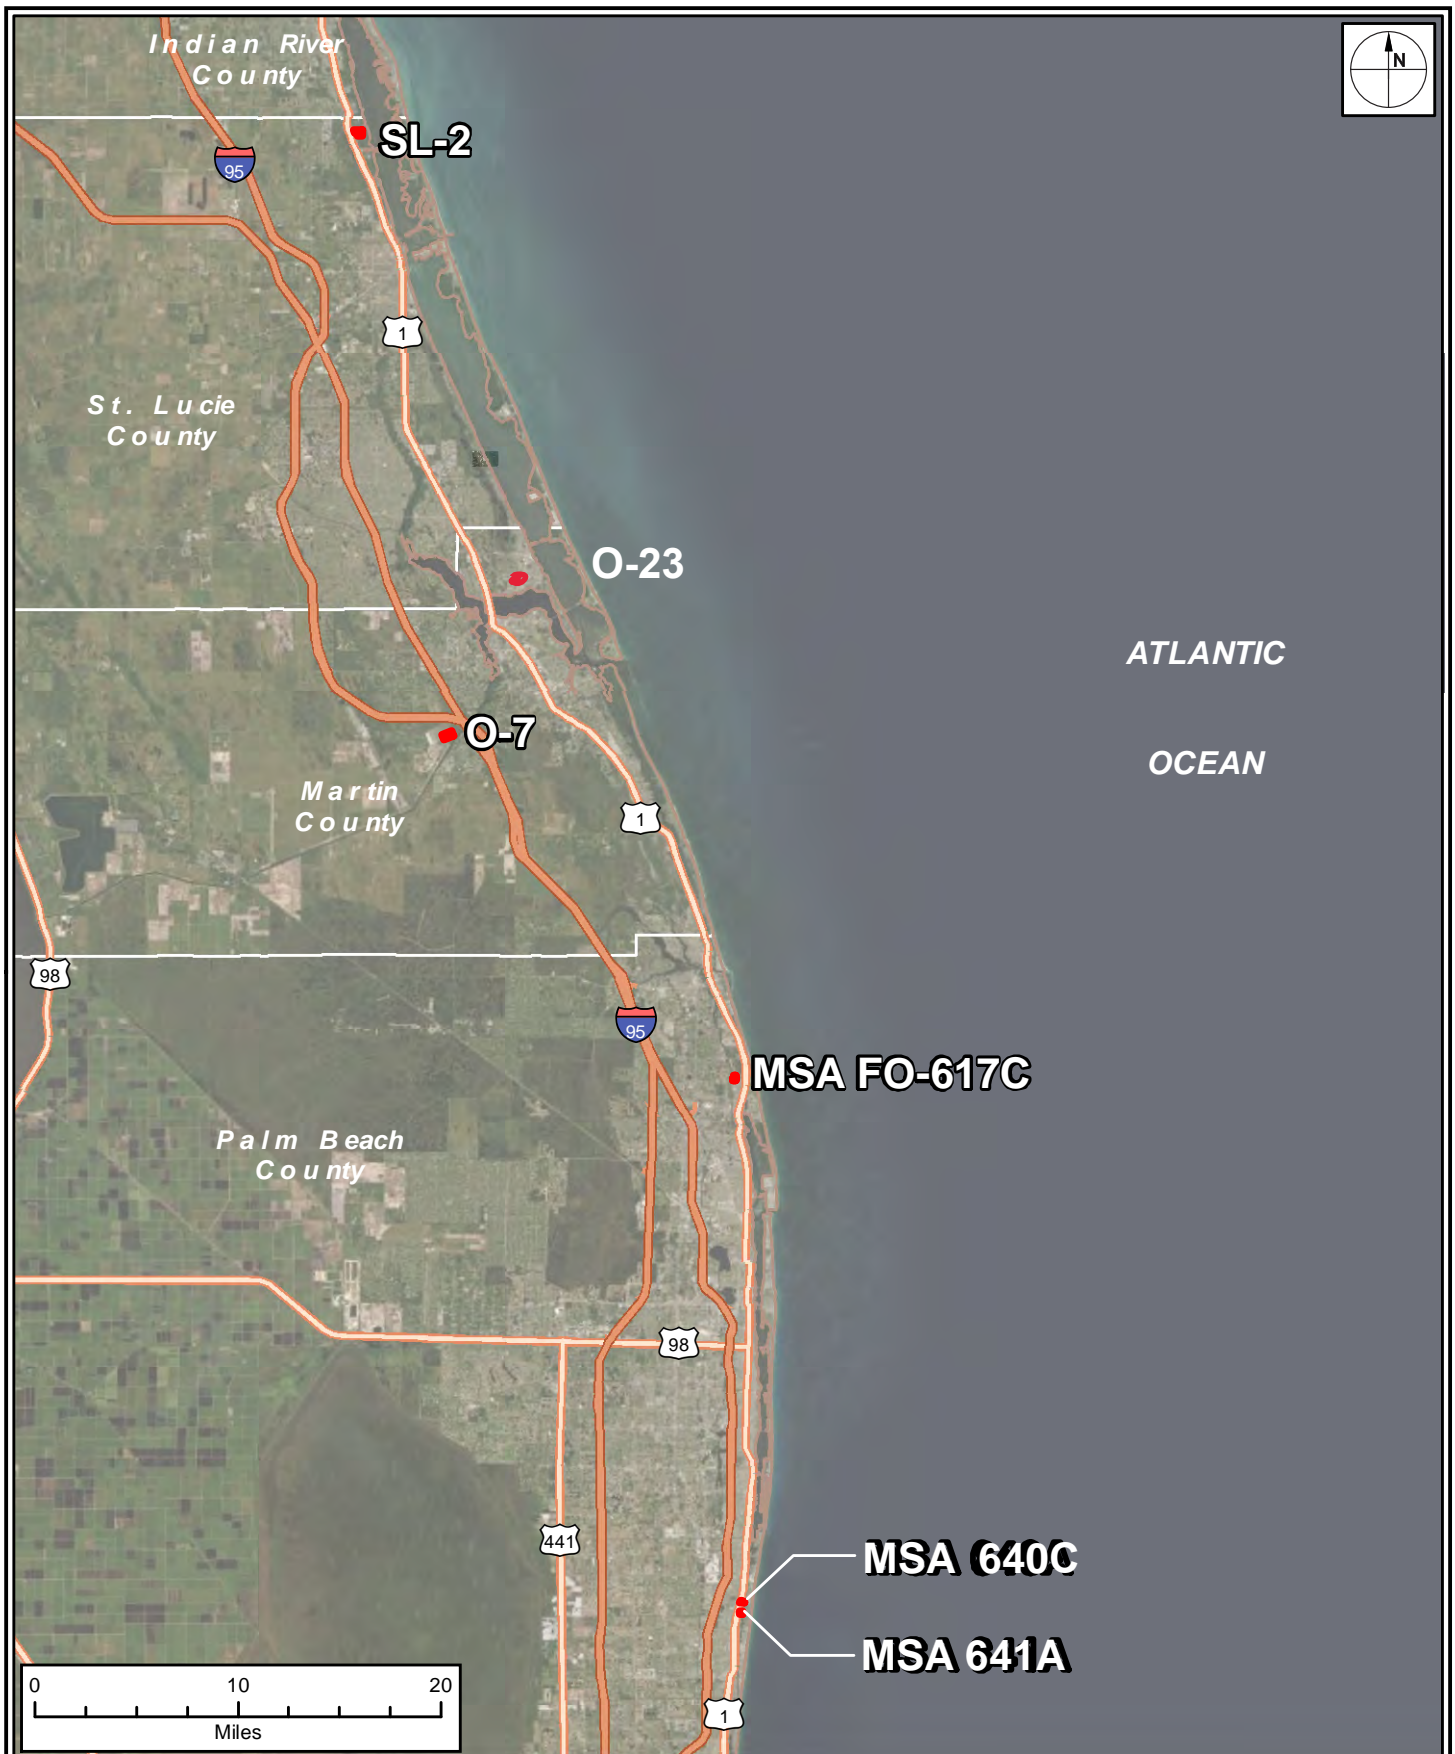 Indian River
County
N
SL-2
95
1
St. Lucie
County
O-23
ATLANTIC
OCEAN
O-7
Martin
County
1
98
95
MSA FO-617C
Palm Beach
County
98
441
MSA 640C
MSA 641A
1
0 10 20
Miles